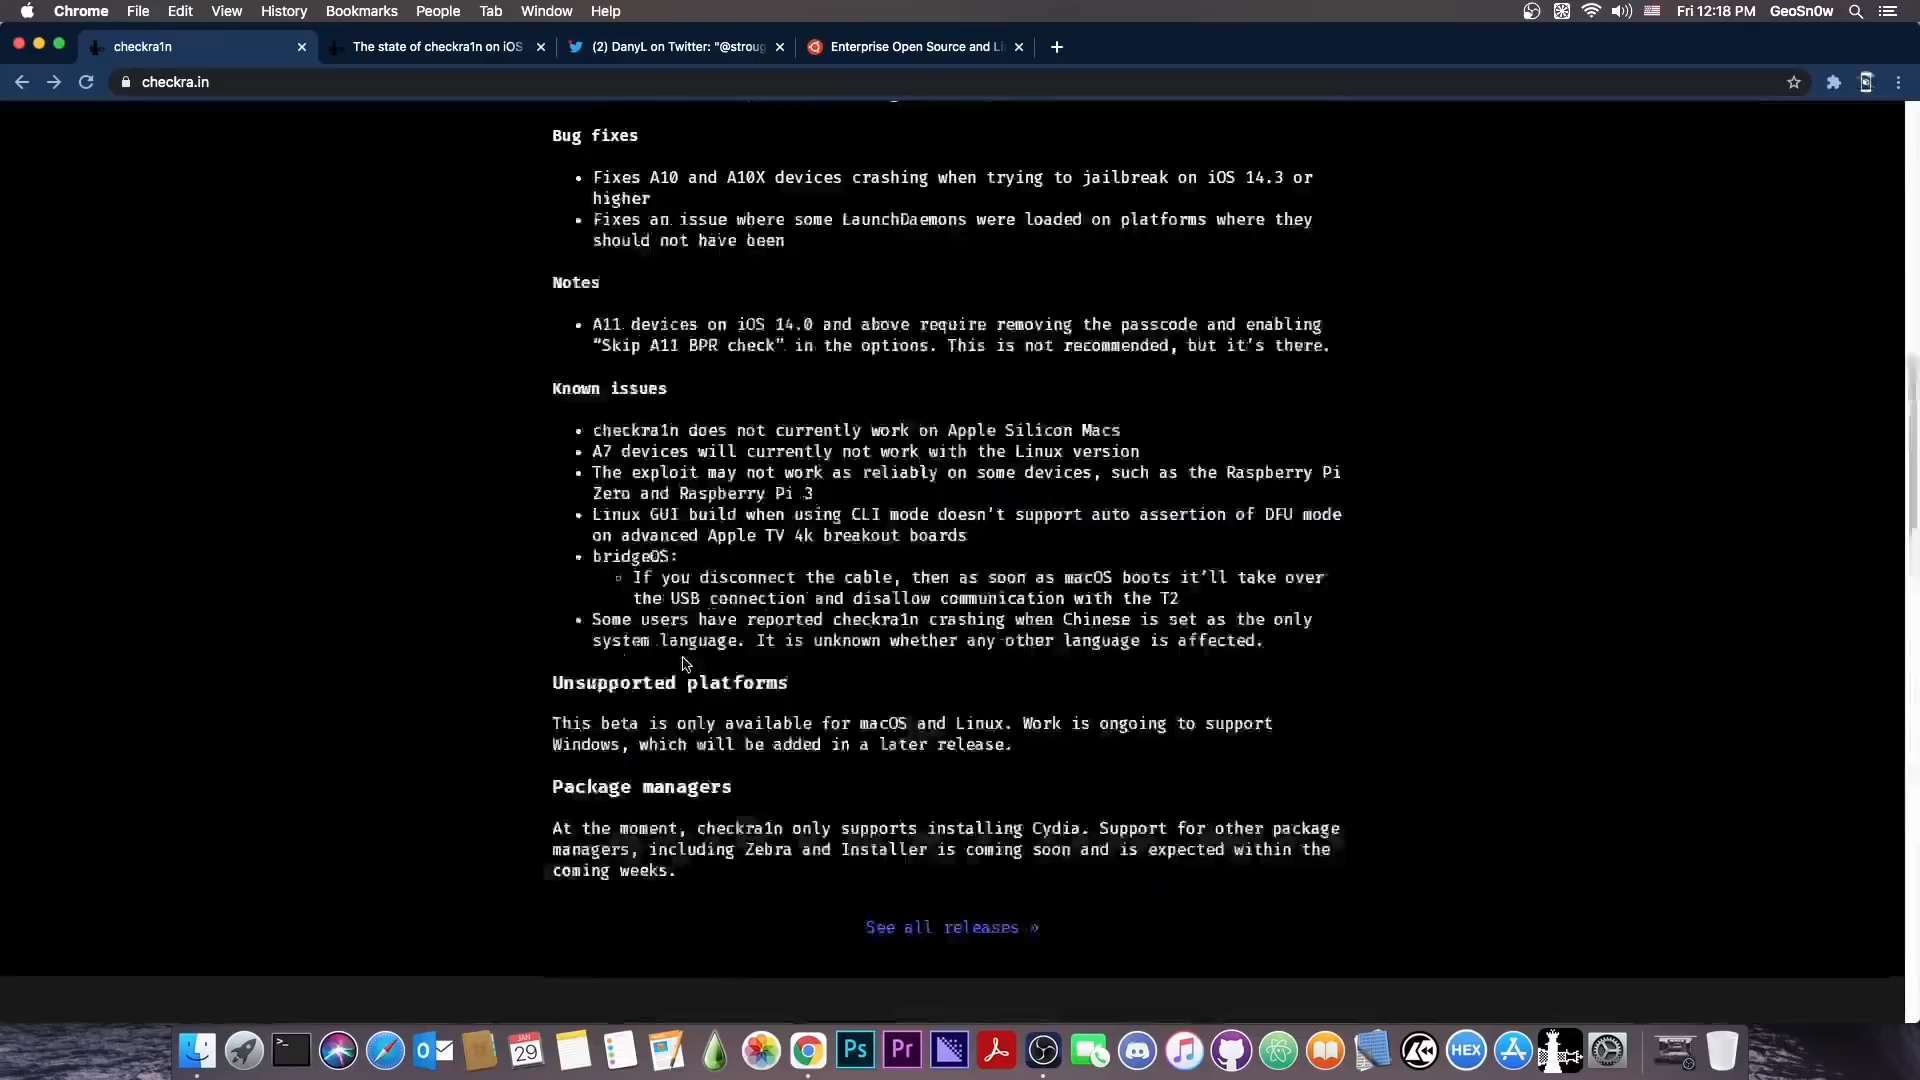 Chrome File Edit View History Bookmarks People Tab Window Help Fri 12:18 PM GeoSn0w
checkra1n The state of checkra1n on iOS (2) DanyL on Twitter: "@stroug Enterprise Open Source and Li
checkra.in
Bug fixes
• Fixes A10 and A10X devices crashing when trying to jailbreak on iOS 14.3 or
higher
• Fixes an issue where some LaunchDaemons were loaded on platforms where they
should not have been
Notes
• A11 devices on iOS 14.0 and above require removing the passcode and enabling
“Skip A11 BPR check” in the options. This is not recommended, but it’s there.
Known issues
• checkra1n does not currently work on Apple Silicon Macs
• A7 devices will currently not work with the Linux version
• The exploit may not work as reliably on some devices, such as the Raspberry Pi
Zero and Raspberry Pi 3
• Linux GUI build when using CLI mode doesn’t support auto assertion of DFU mode
on advanced Apple TV 4k breakout boards
• bridgeOS:
◦ If you disconnect the cable, then as soon as macOS boots it’ll take over
the USB connection and disallow communication with the T2
• Some users have reported checkra1n crashing when Chinese is set as the only
system language. It is unknown whether any other language is affected.
Unsupported platforms
This beta is only available for macOS and Linux. Work is ongoing to support
Windows, which will be added in a later release.
Package managers
At the moment, checkra1n only supports installing Cydia. Support for other package
managers, including Zebra and Installer is coming soon and is expected within the
coming weeks.
See all releases »
JAN
29
Ps Pr HEX